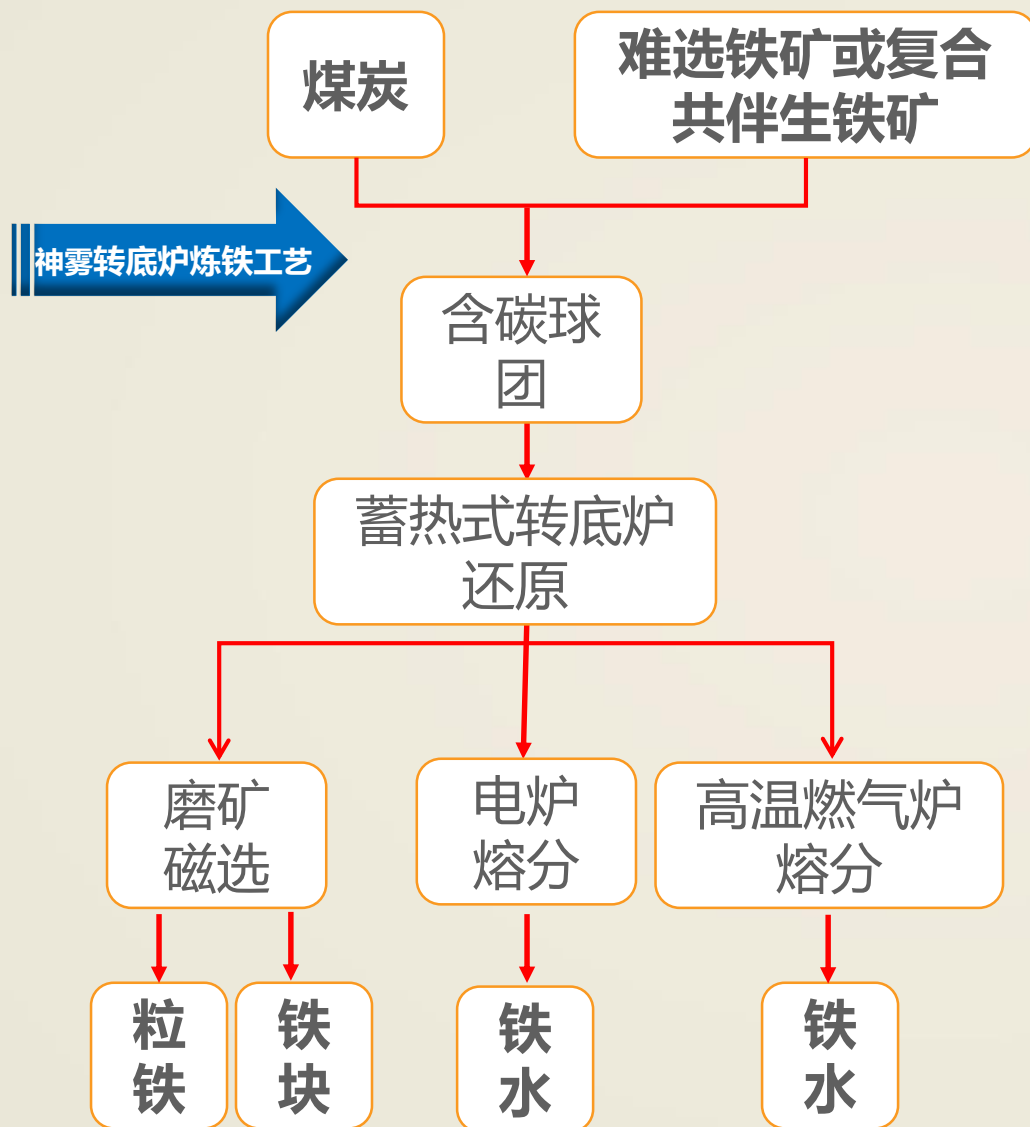 煤炭
难选铁矿或复合
共伴生铁矿
神雾转底炉炼铁工艺
含碳球
团
蓄热式转底炉
还原
磨矿
磁选
电炉
熔分
高温燃气炉
熔分
粒
铁
铁
块
铁
水
铁
水